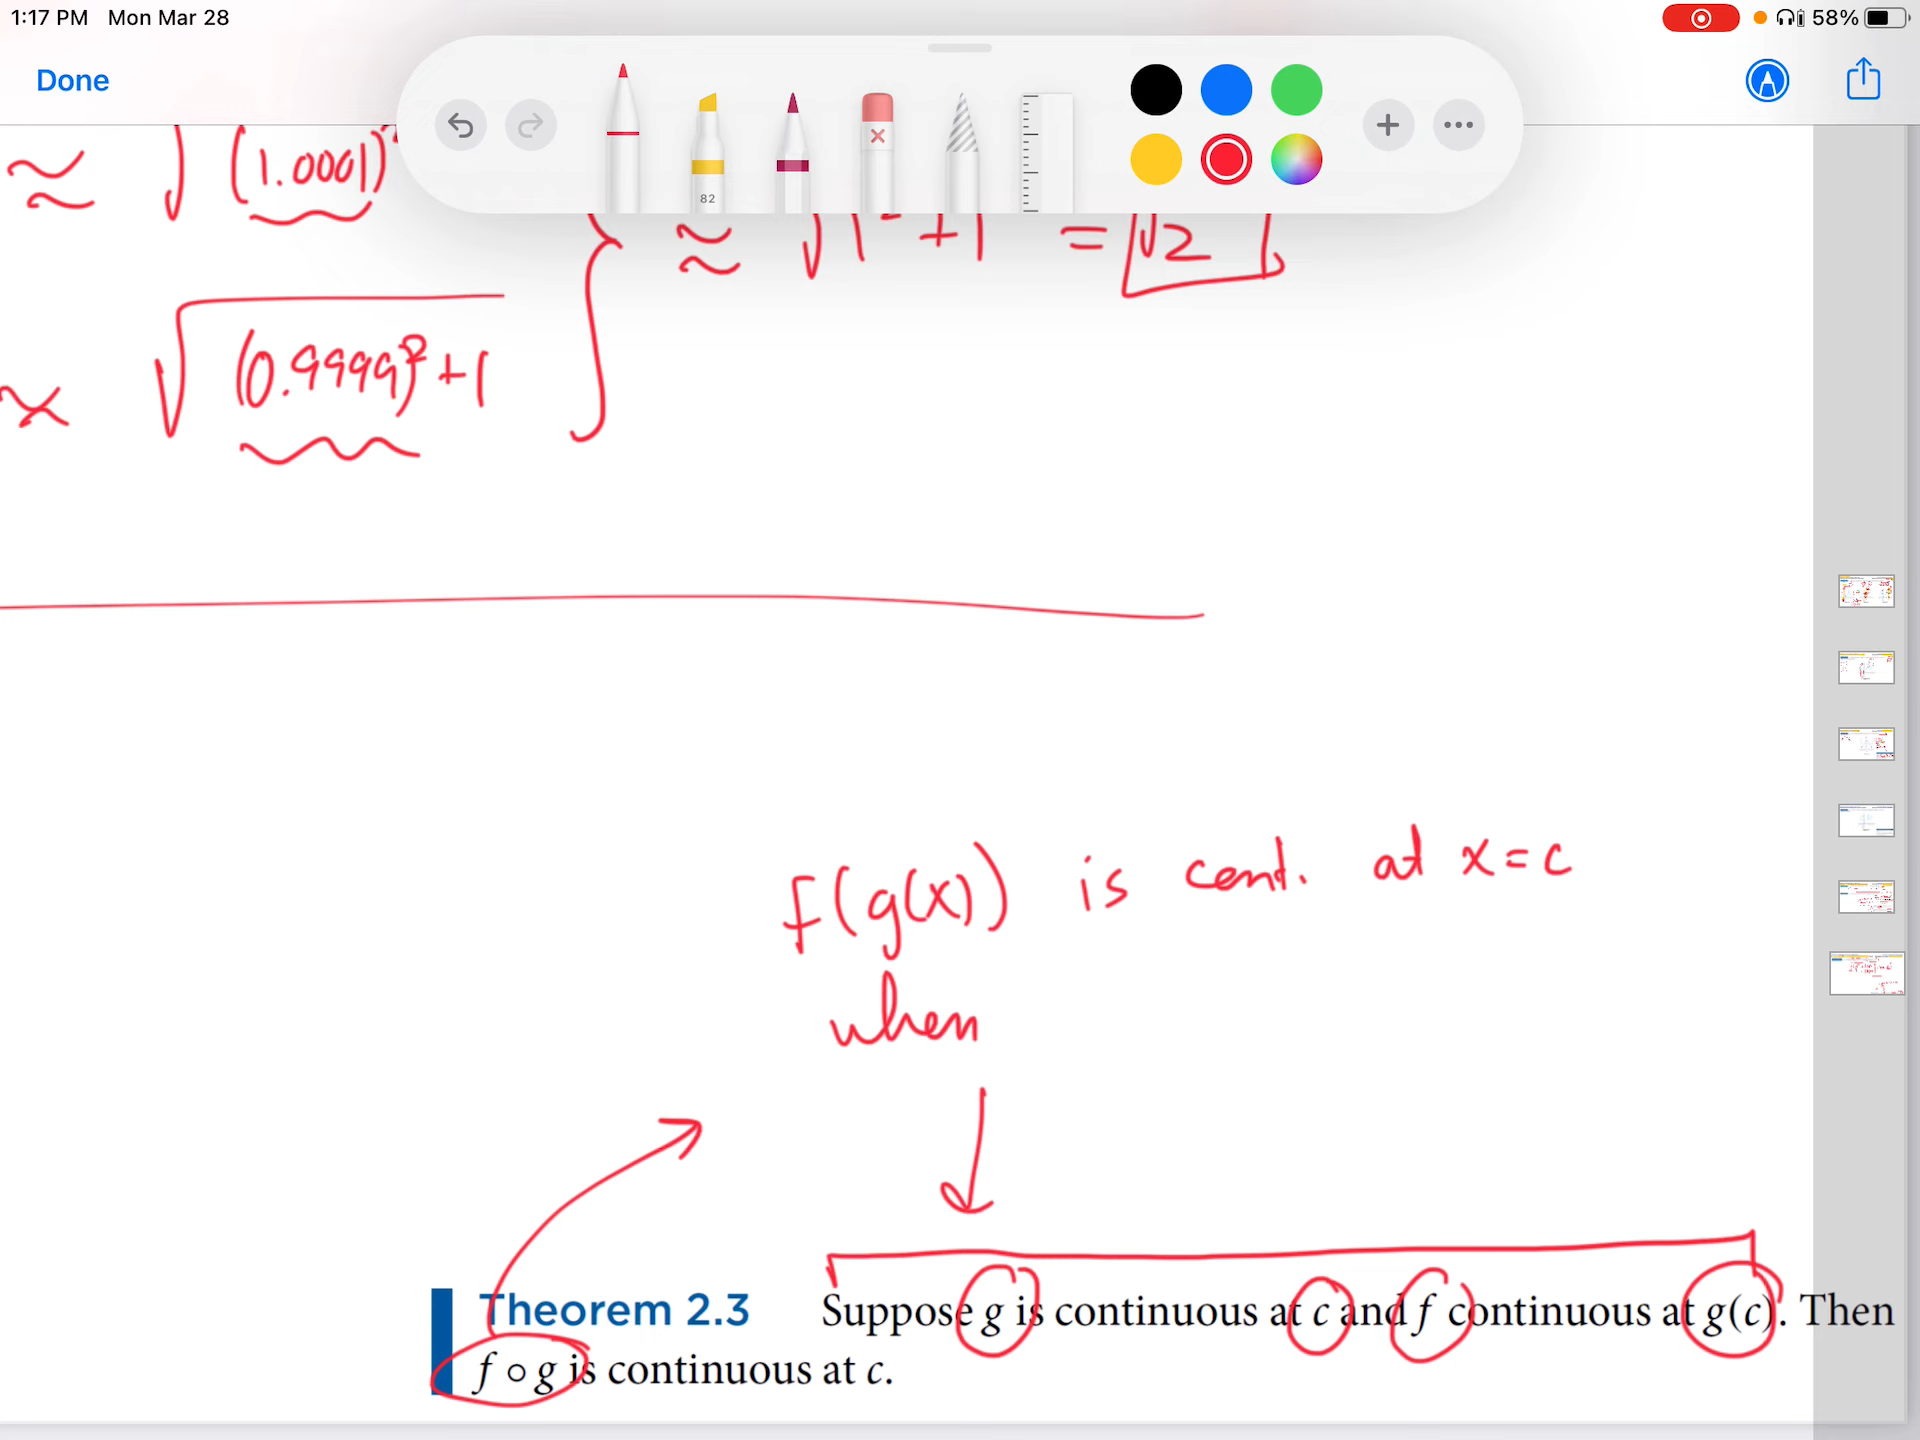 1:17 PM Mon Mar 28
58%
Done
82
≈ √(1.0001)
≈ √1²+1 = √2
≈ √(0.9999)²+1
f(g(x)) is cont. at x=c
when
Theorem 2.3 Suppose g is continuous at c and f continuous at g(c). Then
f ∘ g is continuous at c.